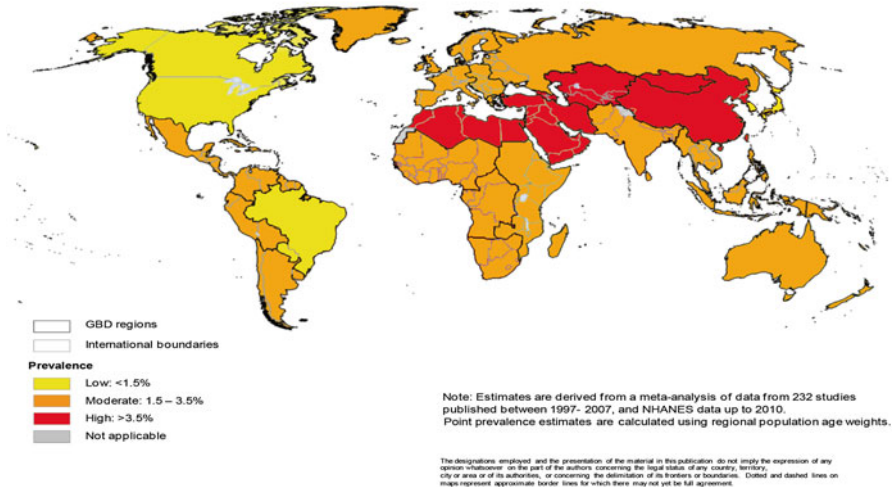 GBD regions
International boundaries
Prevalence
Low: <1.5%
Moderate: 1.5 – 3.5%
High: >3.5%
Not applicable
Note: Estimates are derived from a meta-analysis of data from 232 studies
published between 1997- 2007, and NHANES data up to 2010.
Point prevalence estimates are calculated using regional population age weights.
The designations employed and the presentation of the material in this publication do not imply the expression of any
opinion whatsoever on the part of the authors concerning the legal status of any country, territory,
city or area or of its authorities, or concerning the delimitation of its frontiers or boundaries. Dotted and dashed lines on
maps represent approximate border lines for which there may not yet be full agreement.